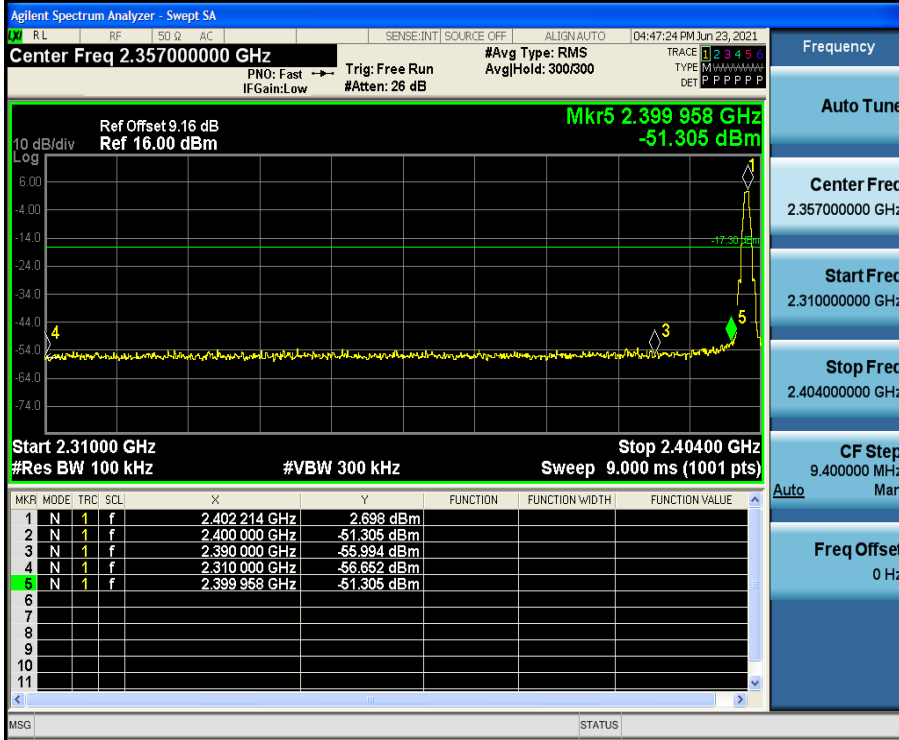 Agilent Spectrum Analyzer - Swept SA
LXI RL RF 50 Ω AC SENSE:INT SOURCE OFF ALIGN AUTO 04:47:24 PM Jun 23, 2021
Center Freq 2.357000000 GHz #Avg Type: RMS TRACE 1 2 3 4 5 6
PNO: Fast Trig: Free Run Avg|Hold: 300/300 TYPE M WWWWW
IFGain:Low #Atten: 26 dB DET P P P P P P
Mkr5 2.399 958 GHz
-51.305 dBm
Ref Offset 9.16 dB
10 dB/div Ref 16.00 dBm
Log
6.00
-4.00
-14.0
-24.0
-34.0
-44.0
-54.0
-64.0
-74.0
1
-17.30 dBm
4
3
5
Start 2.31000 GHz Stop 2.40400 GHz
#Res BW 100 kHz #VBW 300 kHz Sweep 9.000 ms (1001 pts)
MKR MODE TRC SCL X Y FUNCTION FUNCTION WIDTH FUNCTION VALUE
1 N 1 f 2.402 214 GHz 2.698 dBm
2 N 1 f 2.400 000 GHz -51.305 dBm
3 N 1 f 2.390 000 GHz -55.994 dBm
4 N 1 f 2.310 000 GHz -56.652 dBm
5 N 1 f 2.399 958 GHz -51.305 dBm
6
7
8
9
10
11
MSG STATUS
Frequency
Auto Tune
Center Freq
2.357000000 GHz
Start Freq
2.310000000 GHz
Stop Freq
2.404000000 GHz
CF Step
9.400000 MHz
Auto Man
Freq Offset
0 Hz